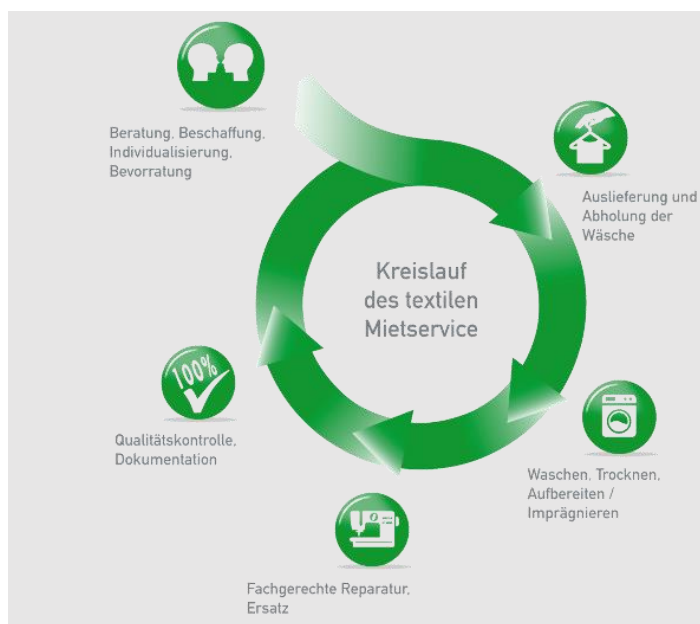 Beratung, Beschaffung,
Individualisierung,
Bevorratung
Auslieferung und
Abholung der
Wäsche
Kreislauf
des textilen
Mietservice
100%
Qualitätskontrolle,
Dokumentation
Waschen, Trocknen,
Aufbereiten /
Imprägnieren
Fachgerechte Reparatur,
Ersatz